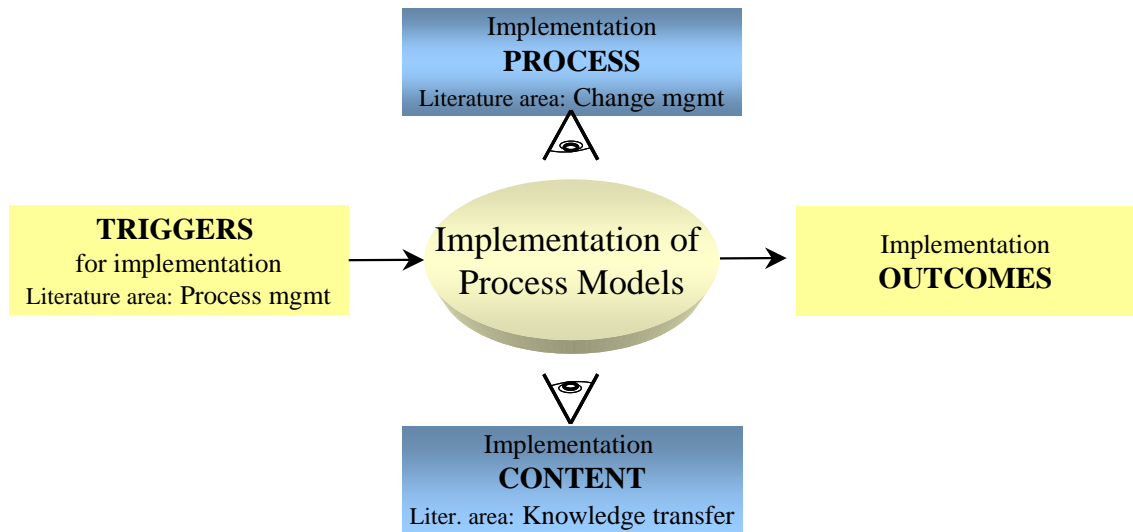 Implementation
PROCESS
Literature area: Change mgmt
TRIGGERS
for implementation
Literature area: Process mgmt
Implementation of
Process Models
Implementation
OUTCOMES
Implementation
CONTENT
Liter. area: Knowledge transfer